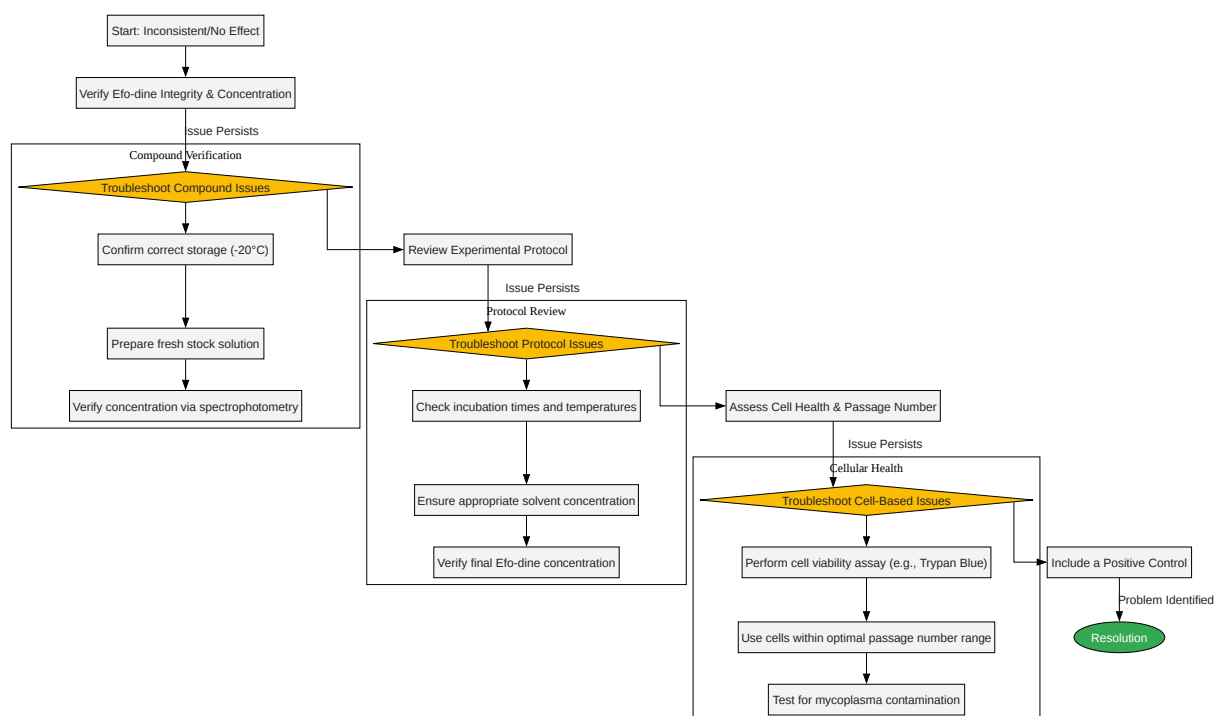 Start: Inconsistent/No Effect
Verify Efo-dine Integrity & Concentration
Issue Persists
Compound Verification
Troubleshoot Compound Issues
Confirm correct storage (-20°C)
Prepare fresh stock solution
Verify concentration via spectrophotometry
Review Experimental Protocol
Issue Persists
Protocol Review
Troubleshoot Protocol Issues
Check incubation times and temperatures
Ensure appropriate solvent concentration
Verify final Efo-dine concentration
Assess Cell Health & Passage Number
Issue Persists
Cellular Health
Troubleshoot Cell-Based Issues
Perform cell viability assay (e.g., Trypan Blue)
Use cells within optimal passage number range
Test for mycoplasma contamination
Include a Positive Control
Problem Identified
Resolution